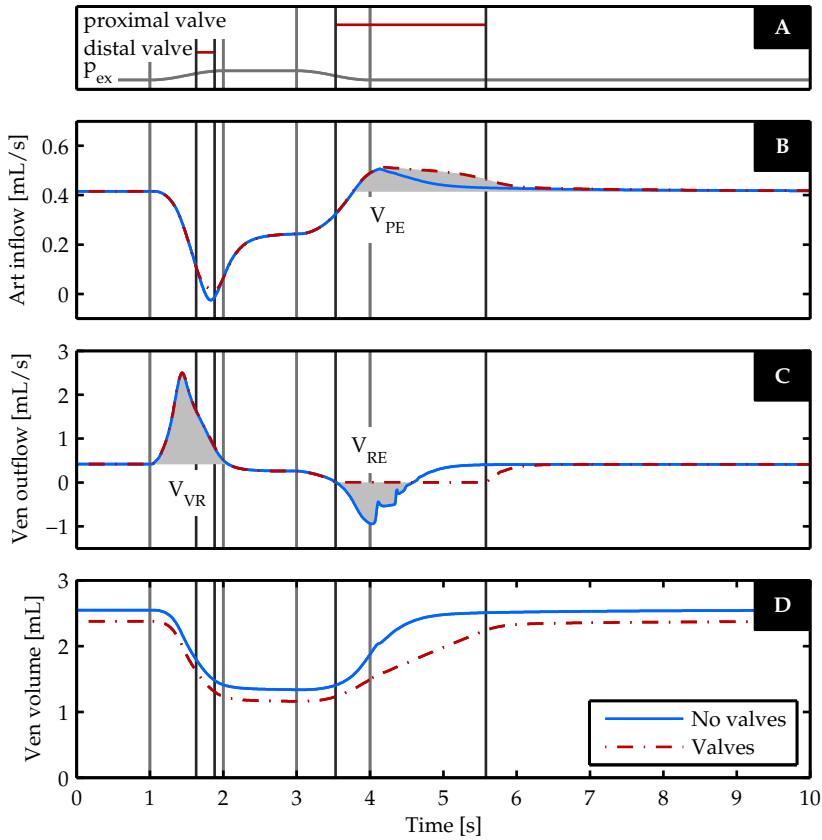 proximal valve
distal valve
p_ex
A
Art inflow [mL/s]
0.6
0.4
0.2
0
B
V_PE
Ven outflow [mL/s]
3
2
1
0
−1
C
V_VR
V_RE
Ven volume [mL]
3
2
1
0
D
No valves
Valves
0 1 2 3 4 5 6 7 8 9 10
Time [s]